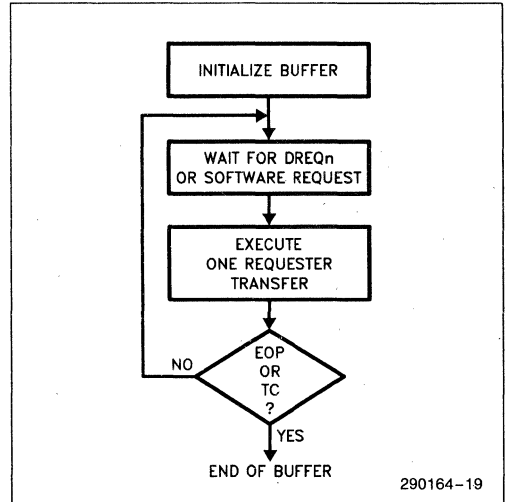 INITIALIZE BUFFER
WAIT FOR DREQn
OR SOFTWARE REQUEST
EXECUTE
ONE REQUESTER
TRANSFER
EOP
OR
TC
?
NO
YES
END OF BUFFER
290164-19